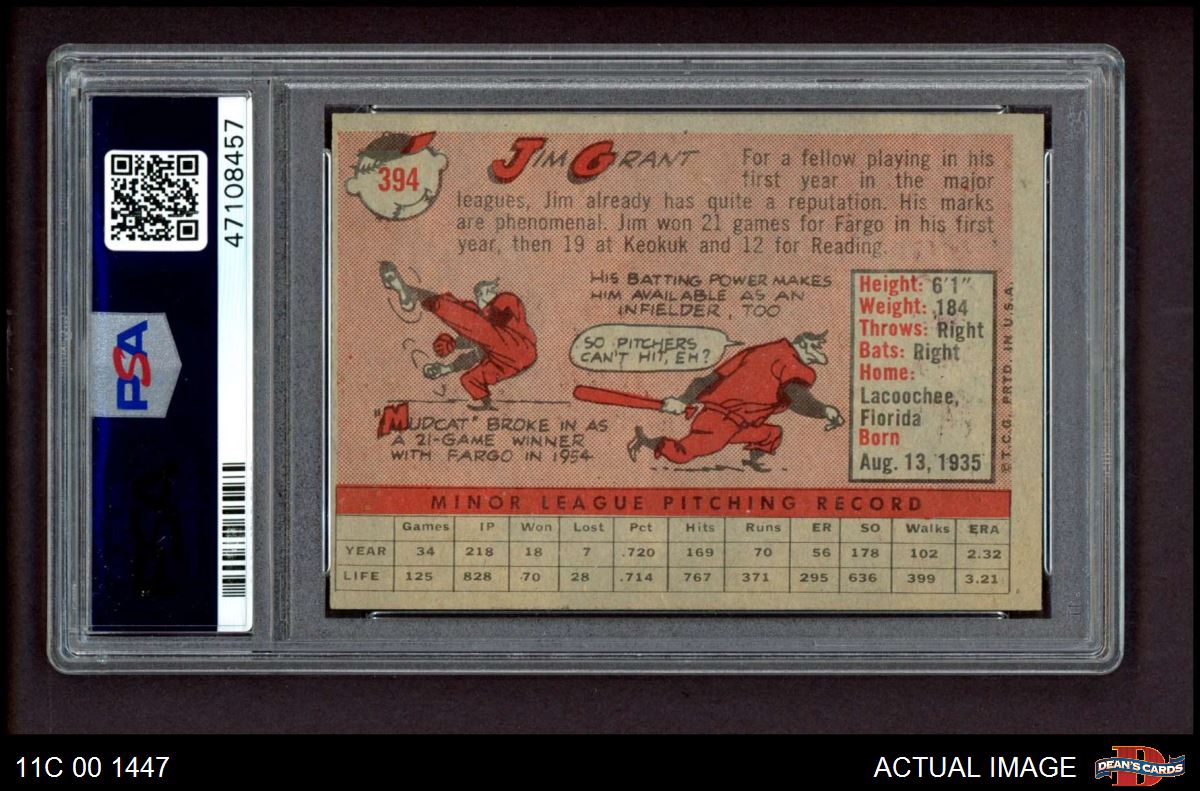 47108457
PSA
394
JIM GRANT
For a fellow playing in his
first year in the major
leagues, Jim already has quite a reputation. His marks
are phenomenal. Jim won 21 games for Fargo in his first
year, then 19 at Keokuk and 12 for Reading.
HIS BATTING POWER MAKES
HIM AVAILABLE AS AN
INFIELDER, TOO
SO PITCHERS
CAN'T HIT, EH?
"MUDCAT" BROKE IN AS
A 21-GAME WINNER
WITH FARGO IN 1954
Height: 6'1"
Weight: 184
Throws: Right
Bats: Right
Home:
Lacoochee,
Florida
Born
Aug. 13, 1935
© T.C.G. PRTD. IN U.S.A.
MINOR LEAGUE PITCHING RECORD
Games IP Won Lost Pct Hits Runs ER SO Walks ERA
YEAR 34 218 18 7 .720 169 70 56 178 102 2.32
LIFE 125 828 70 28 .714 767 371 295 636 399 3.21
11C 00 1447
ACTUAL IMAGE
DEAN'S CARDS